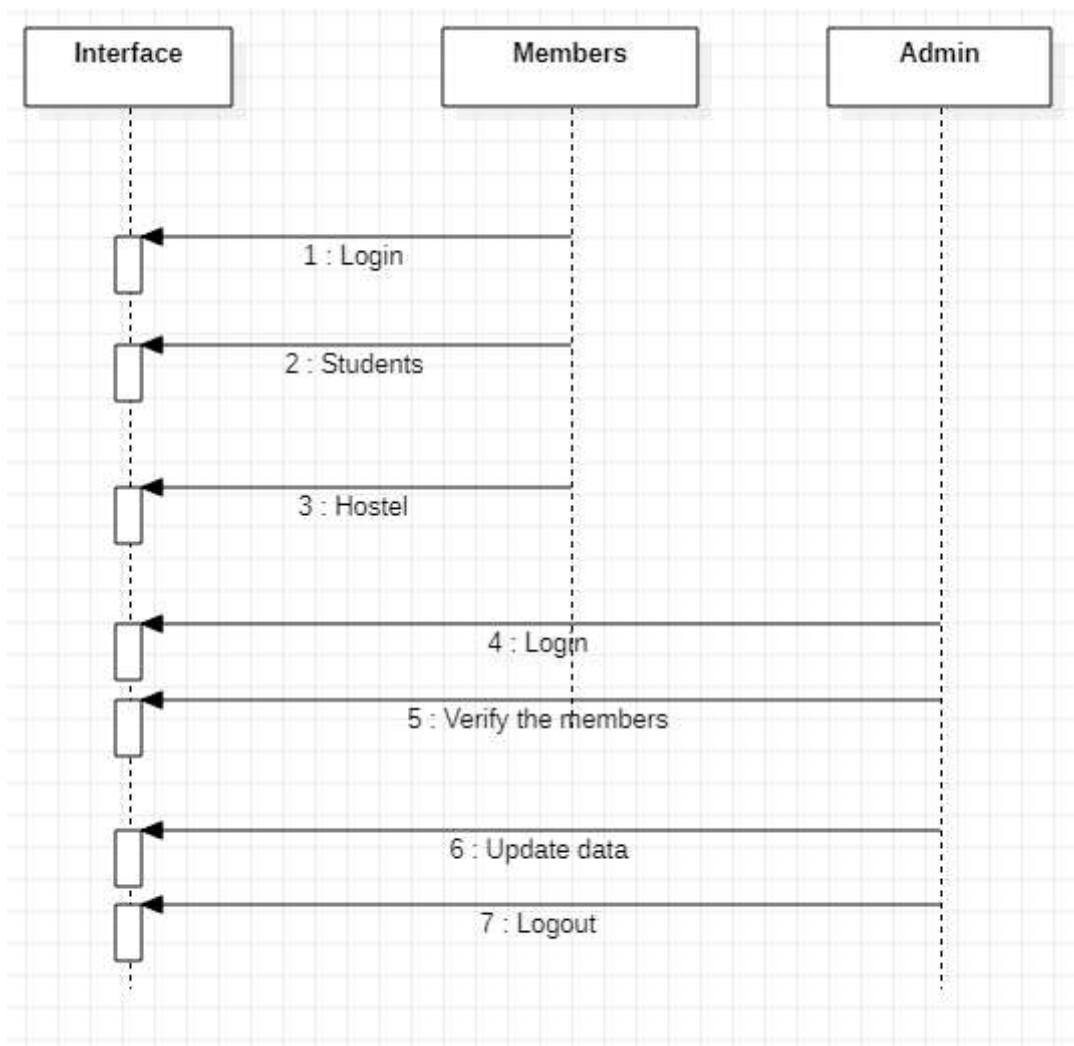 Interface
Members
Admin
1 : Login
2 : Students
3 : Hostel
4 : Login
5 : Verify the members
6 : Update data
7 : Logout